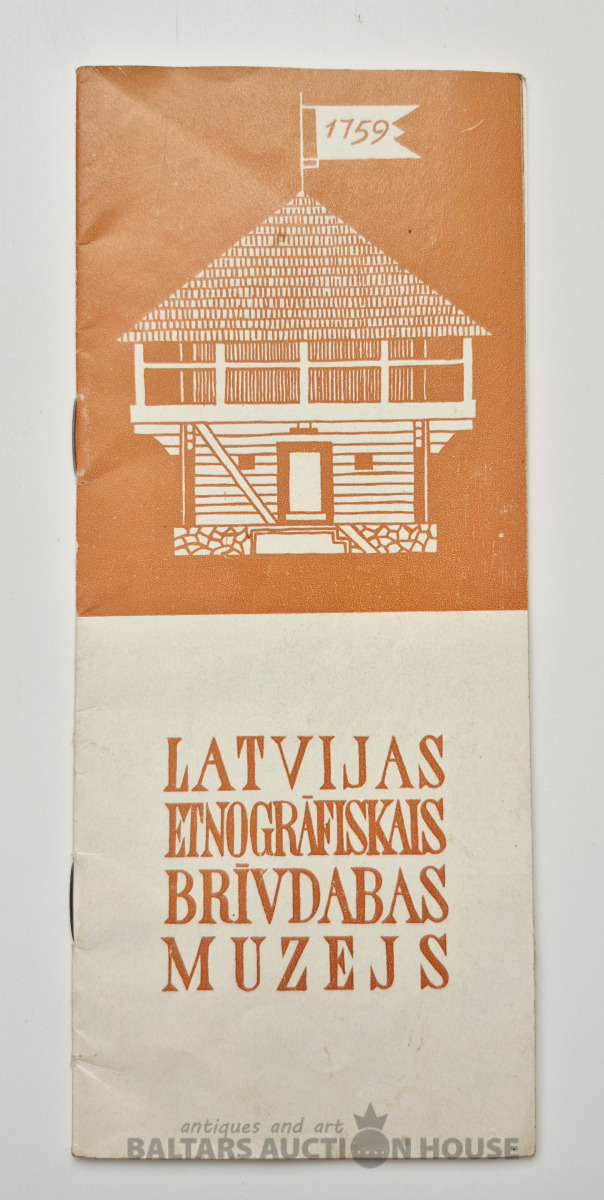 1759
LATVIJAS
ETNOGRĀFISKAIS
BRĪVDABAS
MUZEJS
antiques and art
BALTARS AUCTION HOUSE